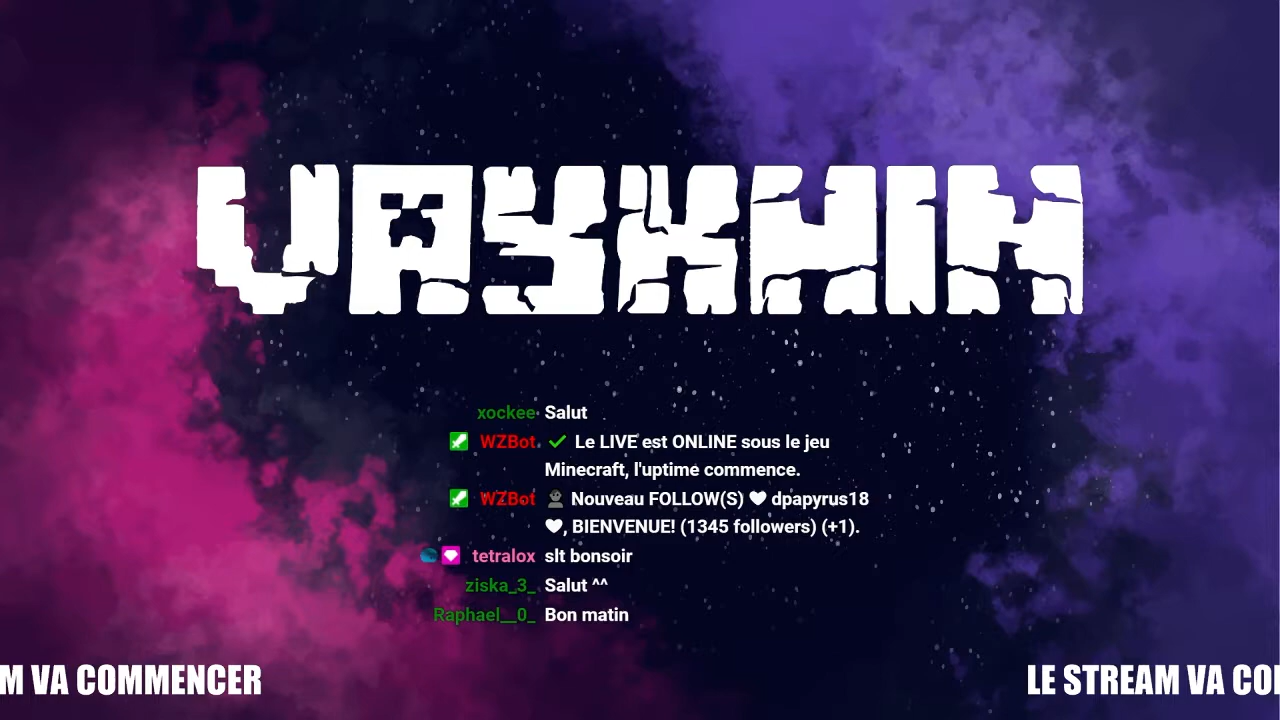 xockee Salut
WZBot Le LIVE est ONLINE sous le jeu
Minecraft, l'uptime commence.
WZBot Nouveau FOLLOW(S) dpapyrus18
, BIENVENUE! (1345 followers) (+1).
tetralox slt bonsoir
ziska_3_ Salut ^^
Raphael__0_ Bon matin
M VA COMMENCER LE STREAM VA CO